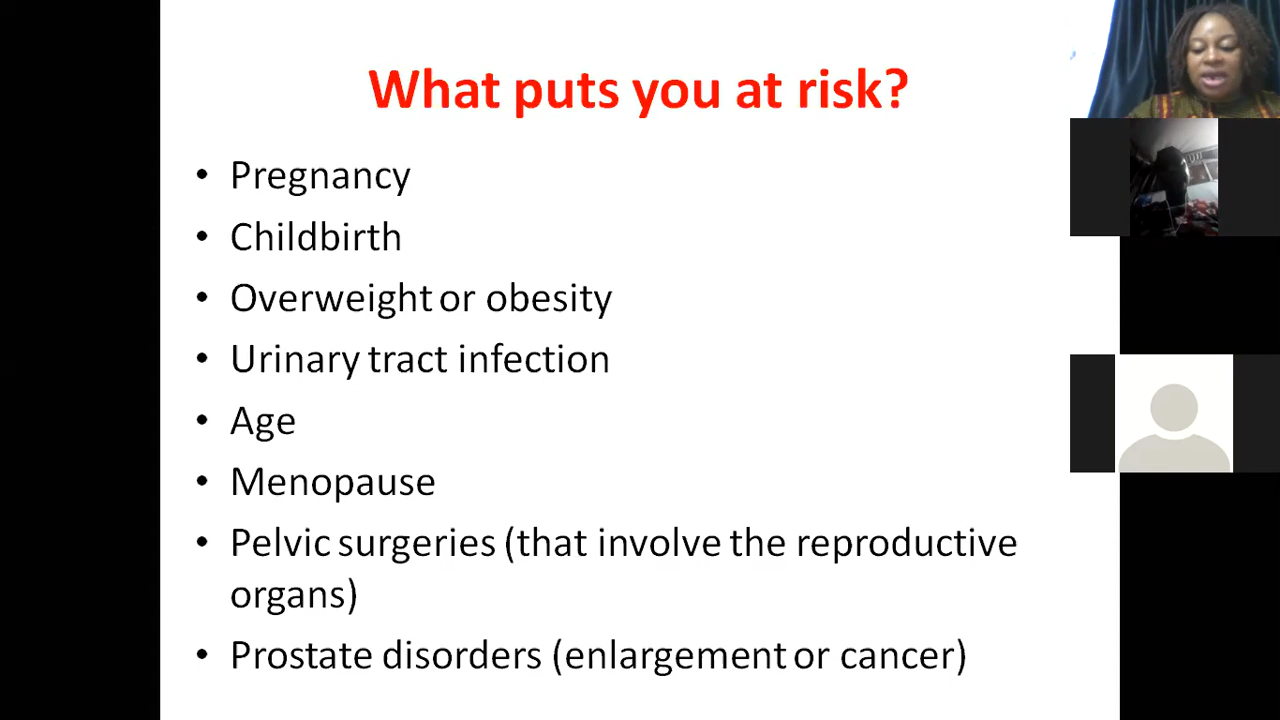 What puts you at risk?
• Pregnancy
• Childbirth
• Overweight or obesity
• Urinary tract infection
• Age
• Menopause
• Pelvic surgeries (that involve the reproductive
organs)
• Prostate disorders (enlargement or cancer)